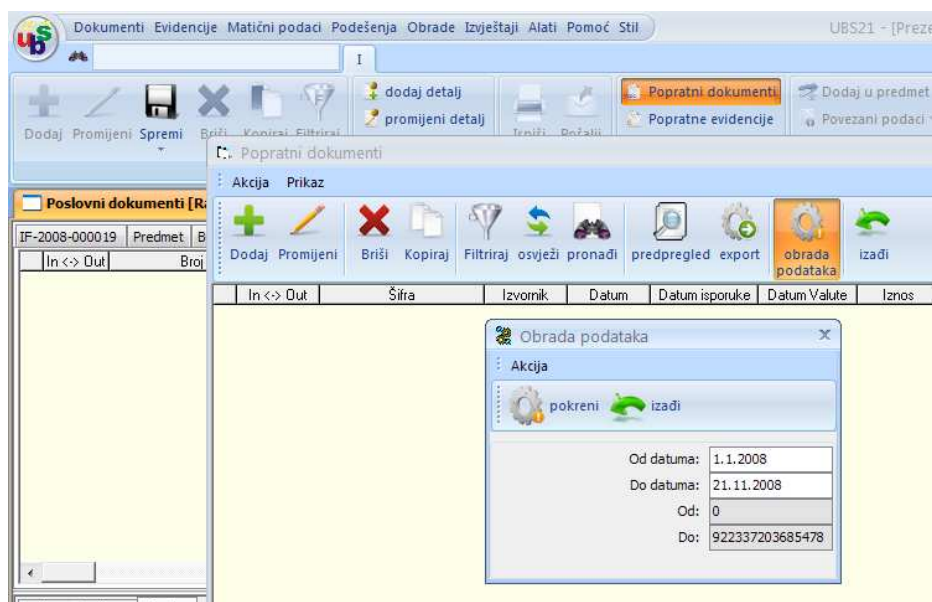 Dokumenti Evidencije Matični podaci Podešenja Obrade Izvještaji Alati Pomoć Stil
UBS21 - [Preze
ubS
I
dodaj detalj
promijeni detalj
Popratni dokumenti
Popratne evidencije
Dodaj u predmet
Povezani podaci
Dodaj Promijeni Spremi Briši Kopiraj Filtriraj
Popratni dokumenti
Akcija Prikaz
Poslovni dokumenti [Ra
IF-2008-000019 Predmet B
In <-> Out Broj
Dodaj Promijeni Briši Kopiraj Filtriraj osvježi pronađi predpregled export obrada podataka izađi
In <-> Out Šifra Izvornik Datum Datum isporuke Datum Valute Iznos
Obrada podataka
Akcija
pokreni izađi
Od datuma: 1.1.2008
Do datuma: 21.11.2008
Od: 0
Do: 922337203685478